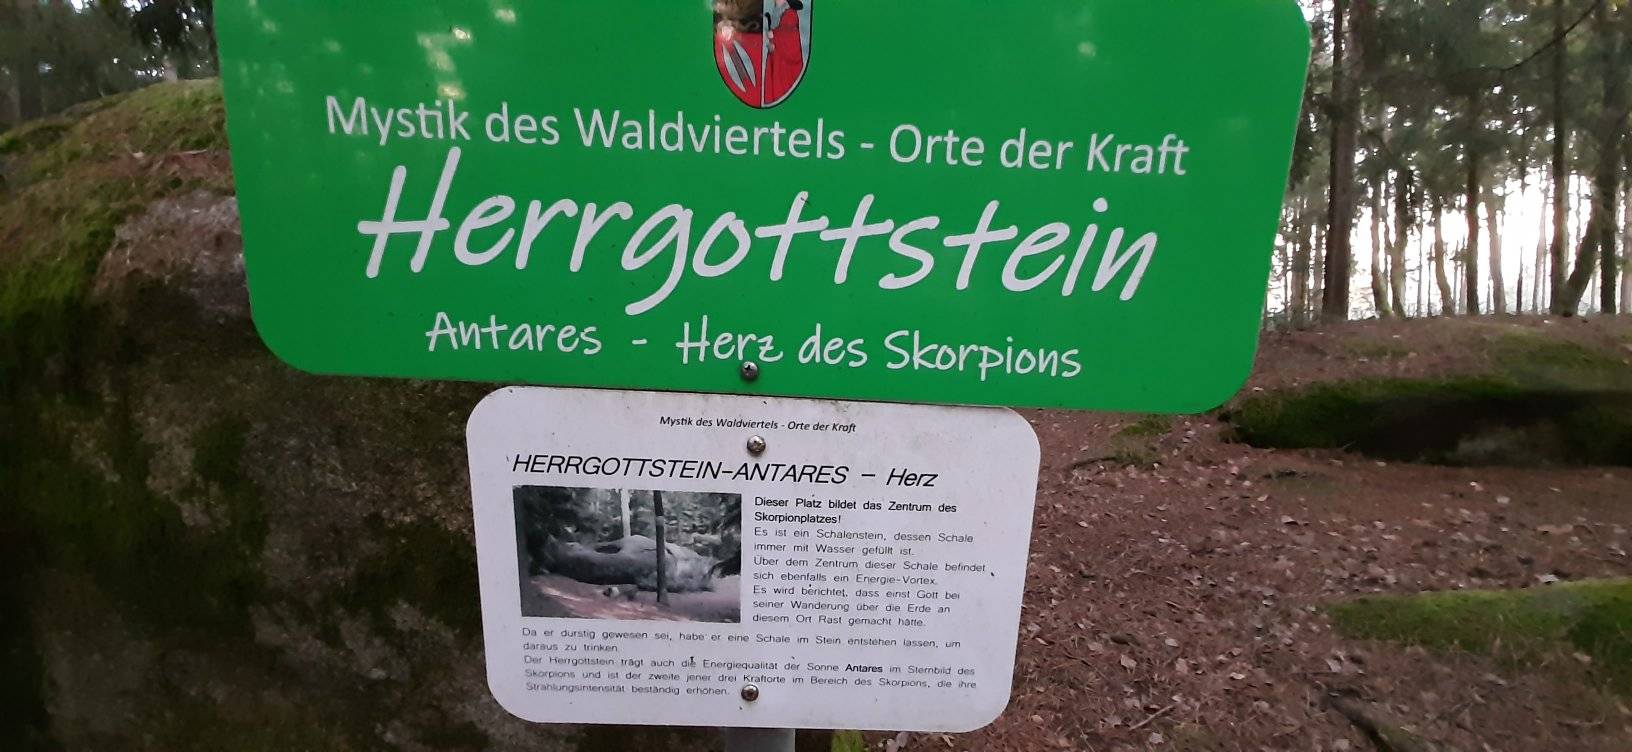 Mystik des Waldviertels - Orte der Kraft
Herrgottstein
Antares - Herz des Skorpions
Mystik des Waldviertels - Orte der Kraft
HERRGOTTSTEIN-ANTARES - Herz
Dieser Platz bildet das Zentrum des
Skorpionplatzes!
Es ist ein Schalenstein, dessen Schale
immer mit Wasser gefüllt ist.
Über dem Zentrum dieser Schale befindet
sich ebenfalls ein Energie-Vortex.
Es wird berichtet, dass einst Gott bei
seiner Wanderung über die Erde an
diesem Ort Rast gemacht hätte.
Da er durstig gewesen sei, habe er eine Schale im Stein entstehen lassen, um
daraus zu trinken.
Der Herrgottstein trägt auch die Energiequalität der Sonne Antares im Sternbild des
Skorpions und ist der zweite jener drei Kraftorte im Bereich des Skorpions, die ihre
Strahlungsintensität beständig erhöhen.